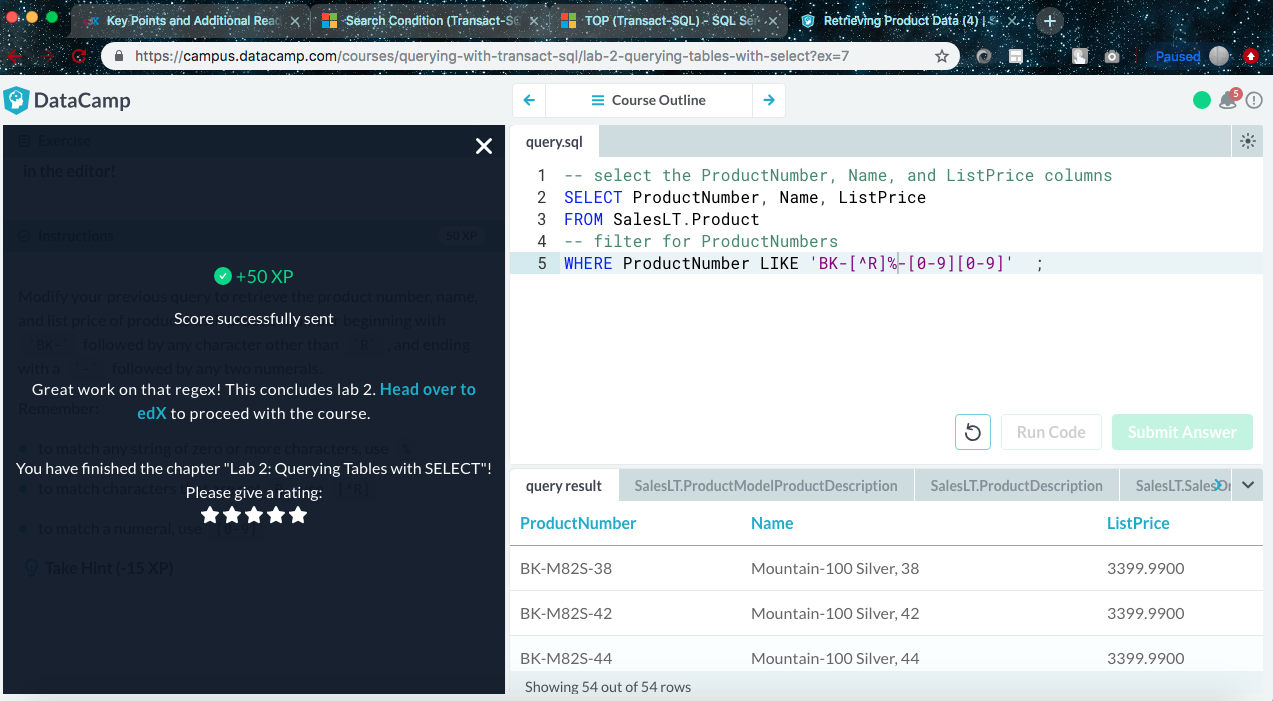 Key Points and Additional Rea
Search Condition (Transact-S
TOP (Transact-SQL) - SQL Se
Retrieving Product Data (4) | S
https://campus.datacamp.com/courses/querying-with-transact-sql/lab-2-querying-tables-with-select?ex=7
Paused
DataCamp
Course Outline
5
Exercise
in the editor!
Instructions
50 XP
+50 XP
Modify your previous query to retrieve the product number, name,
Score successfully sent
and list price of produ
beginning with
BK- followed by any character other than R , and ending
with a - followed by any two numerals.
Great work on that regex! This concludes lab 2. Head over to
edX to proceed with the course.
Remember:
to match any string of zero or more characters, use %
You have finished the chapter "Lab 2: Querying Tables with SELECT"!
to match characters
[^R]
Please give a rating:
to match a numeral, use [0-9]
Take Hint (-15 XP)
query.sql
1 -- select the ProductNumber, Name, and ListPrice columns
2 SELECT ProductNumber, Name, ListPrice
3 FROM SalesLT.Product
4 -- filter for ProductNumbers
5 WHERE ProductNumber LIKE 'BK-[^R]%-[0-9][0-9]' ;
Run Code
Submit Answer
query result
SalesLT.ProductModelProductDescription
SalesLT.ProductDescription
SalesLT.SalesOr
ProductNumber Name ListPrice
BK-M82S-38 Mountain-100 Silver, 38 3399.9900
BK-M82S-42 Mountain-100 Silver, 42 3399.9900
BK-M82S-44 Mountain-100 Silver, 44 3399.9900
Showing 54 out of 54 rows